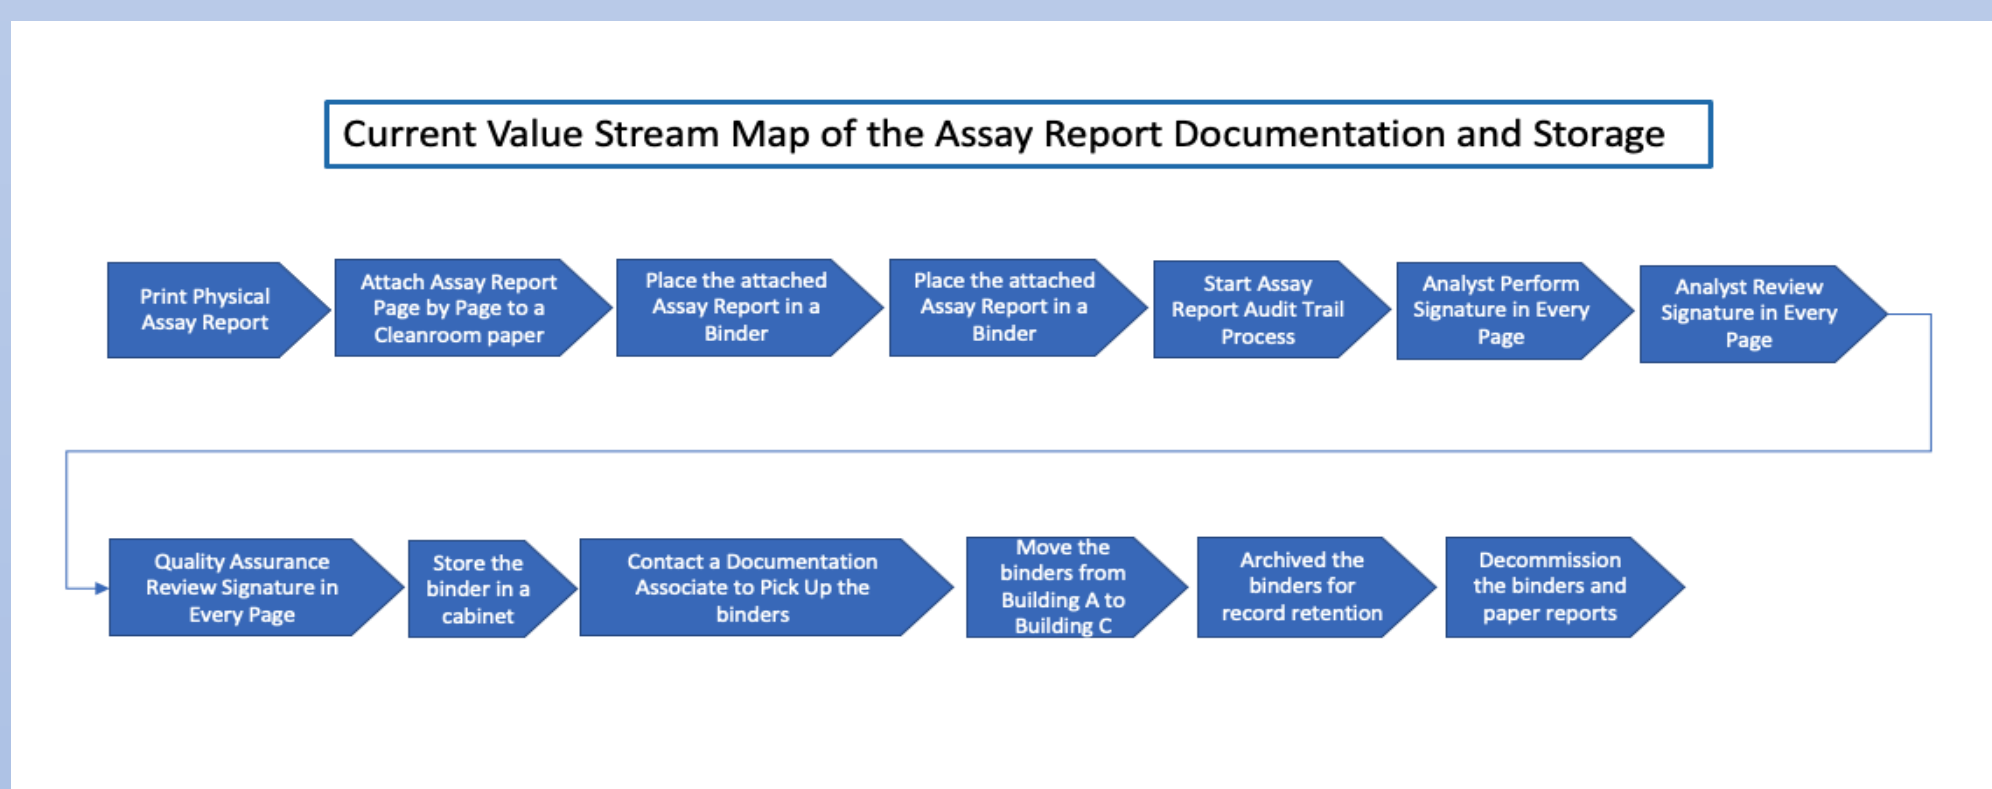 Current Value Stream Map of the Assay Report Documentation and Storage
Print Physical
Assay Report
Attach Assay Report
Page by Page to a
Cleanroom paper
Place the attached
Assay Report in a
Binder
Place the attached
Assay Report in a
Binder
Start Assay
Report Audit Trail
Process
Analyst Perform
Signature in Every
Page
Analyst Review
Signature in Every
Page
Quality Assurance
Review Signature in
Every Page
Store the
binder in a
cabinet
Contact a Documentation
Associate to Pick Up the
binders
Move the
binders from
Building A to
Building C
Archived the
binders for
record retention
Decommission
the binders and
paper reports